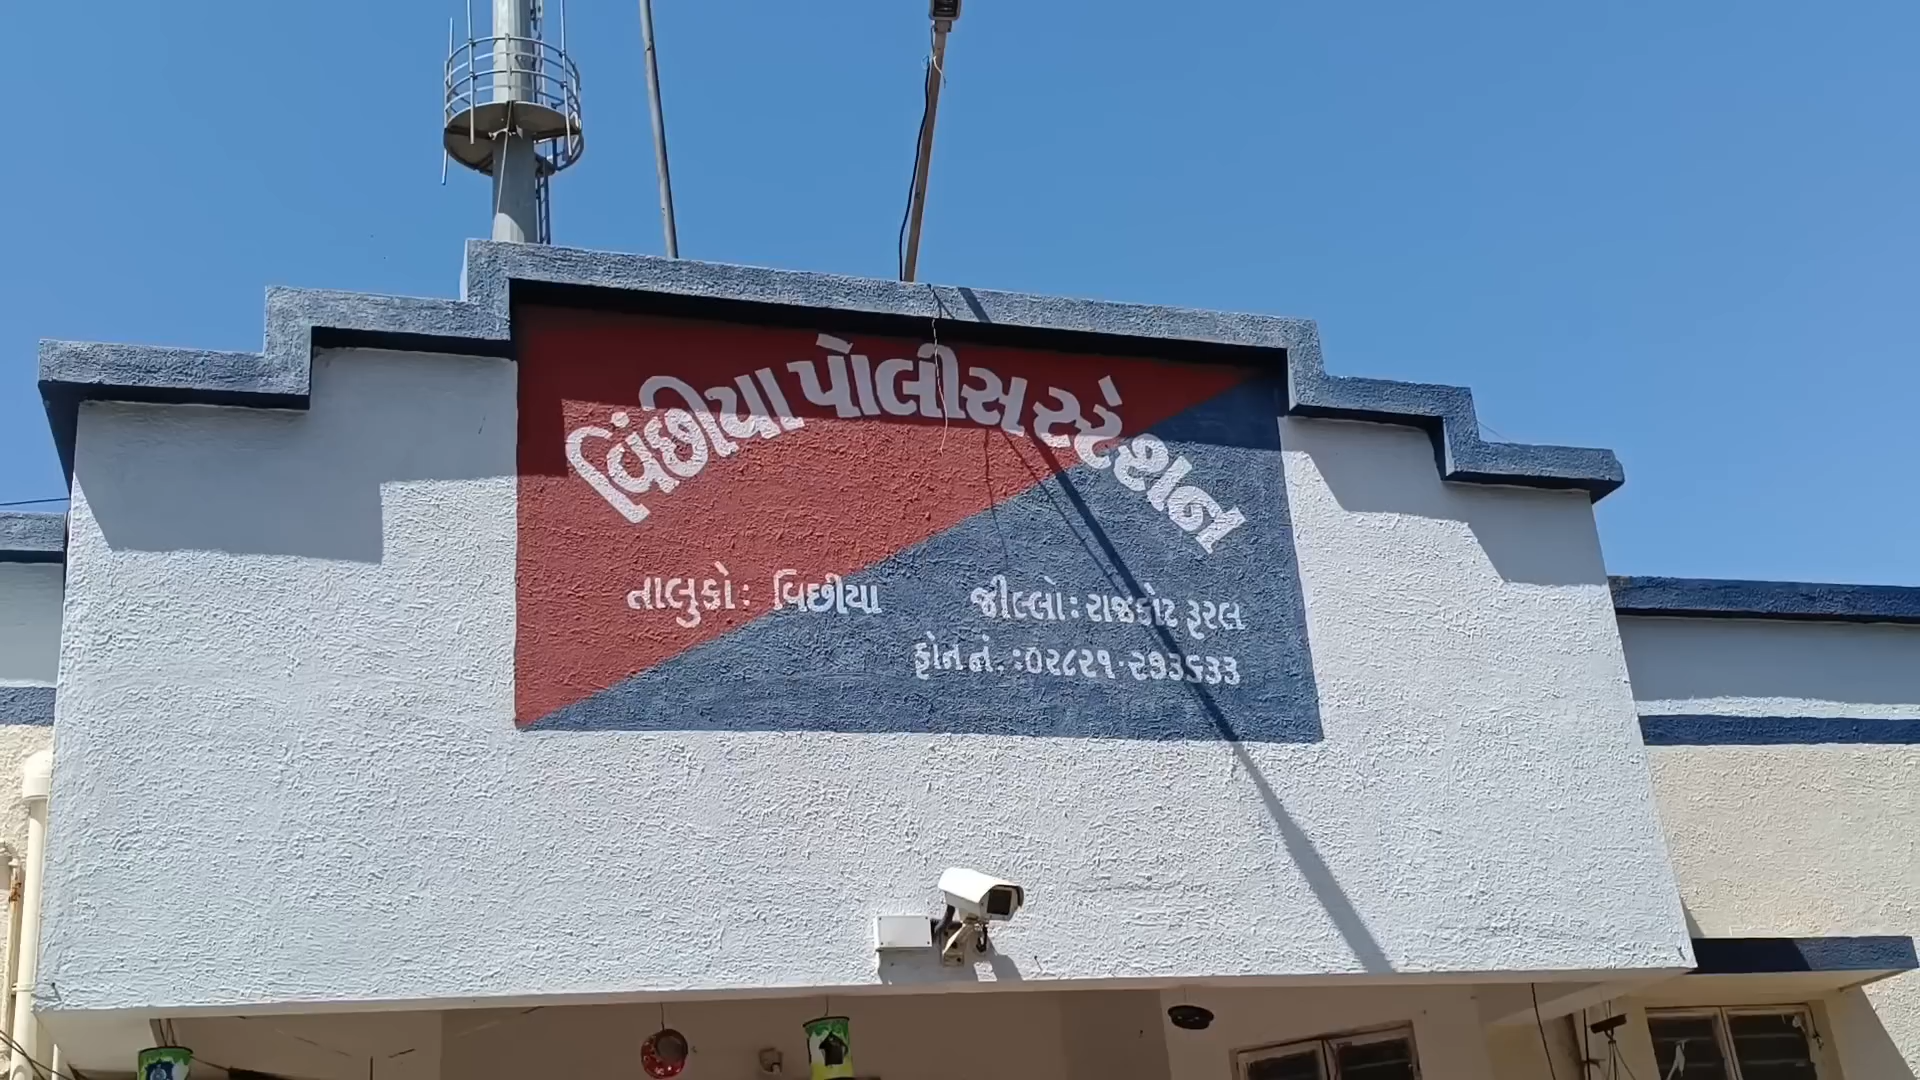 વિંછીયા પોલીસ સ્ટેશન
તાલુકો: વિછીયા જીલ્લો: રાજકોટ રૂરલ
ફોન નં.:૦૨૮૨૧-૨૭૩૬૩૩